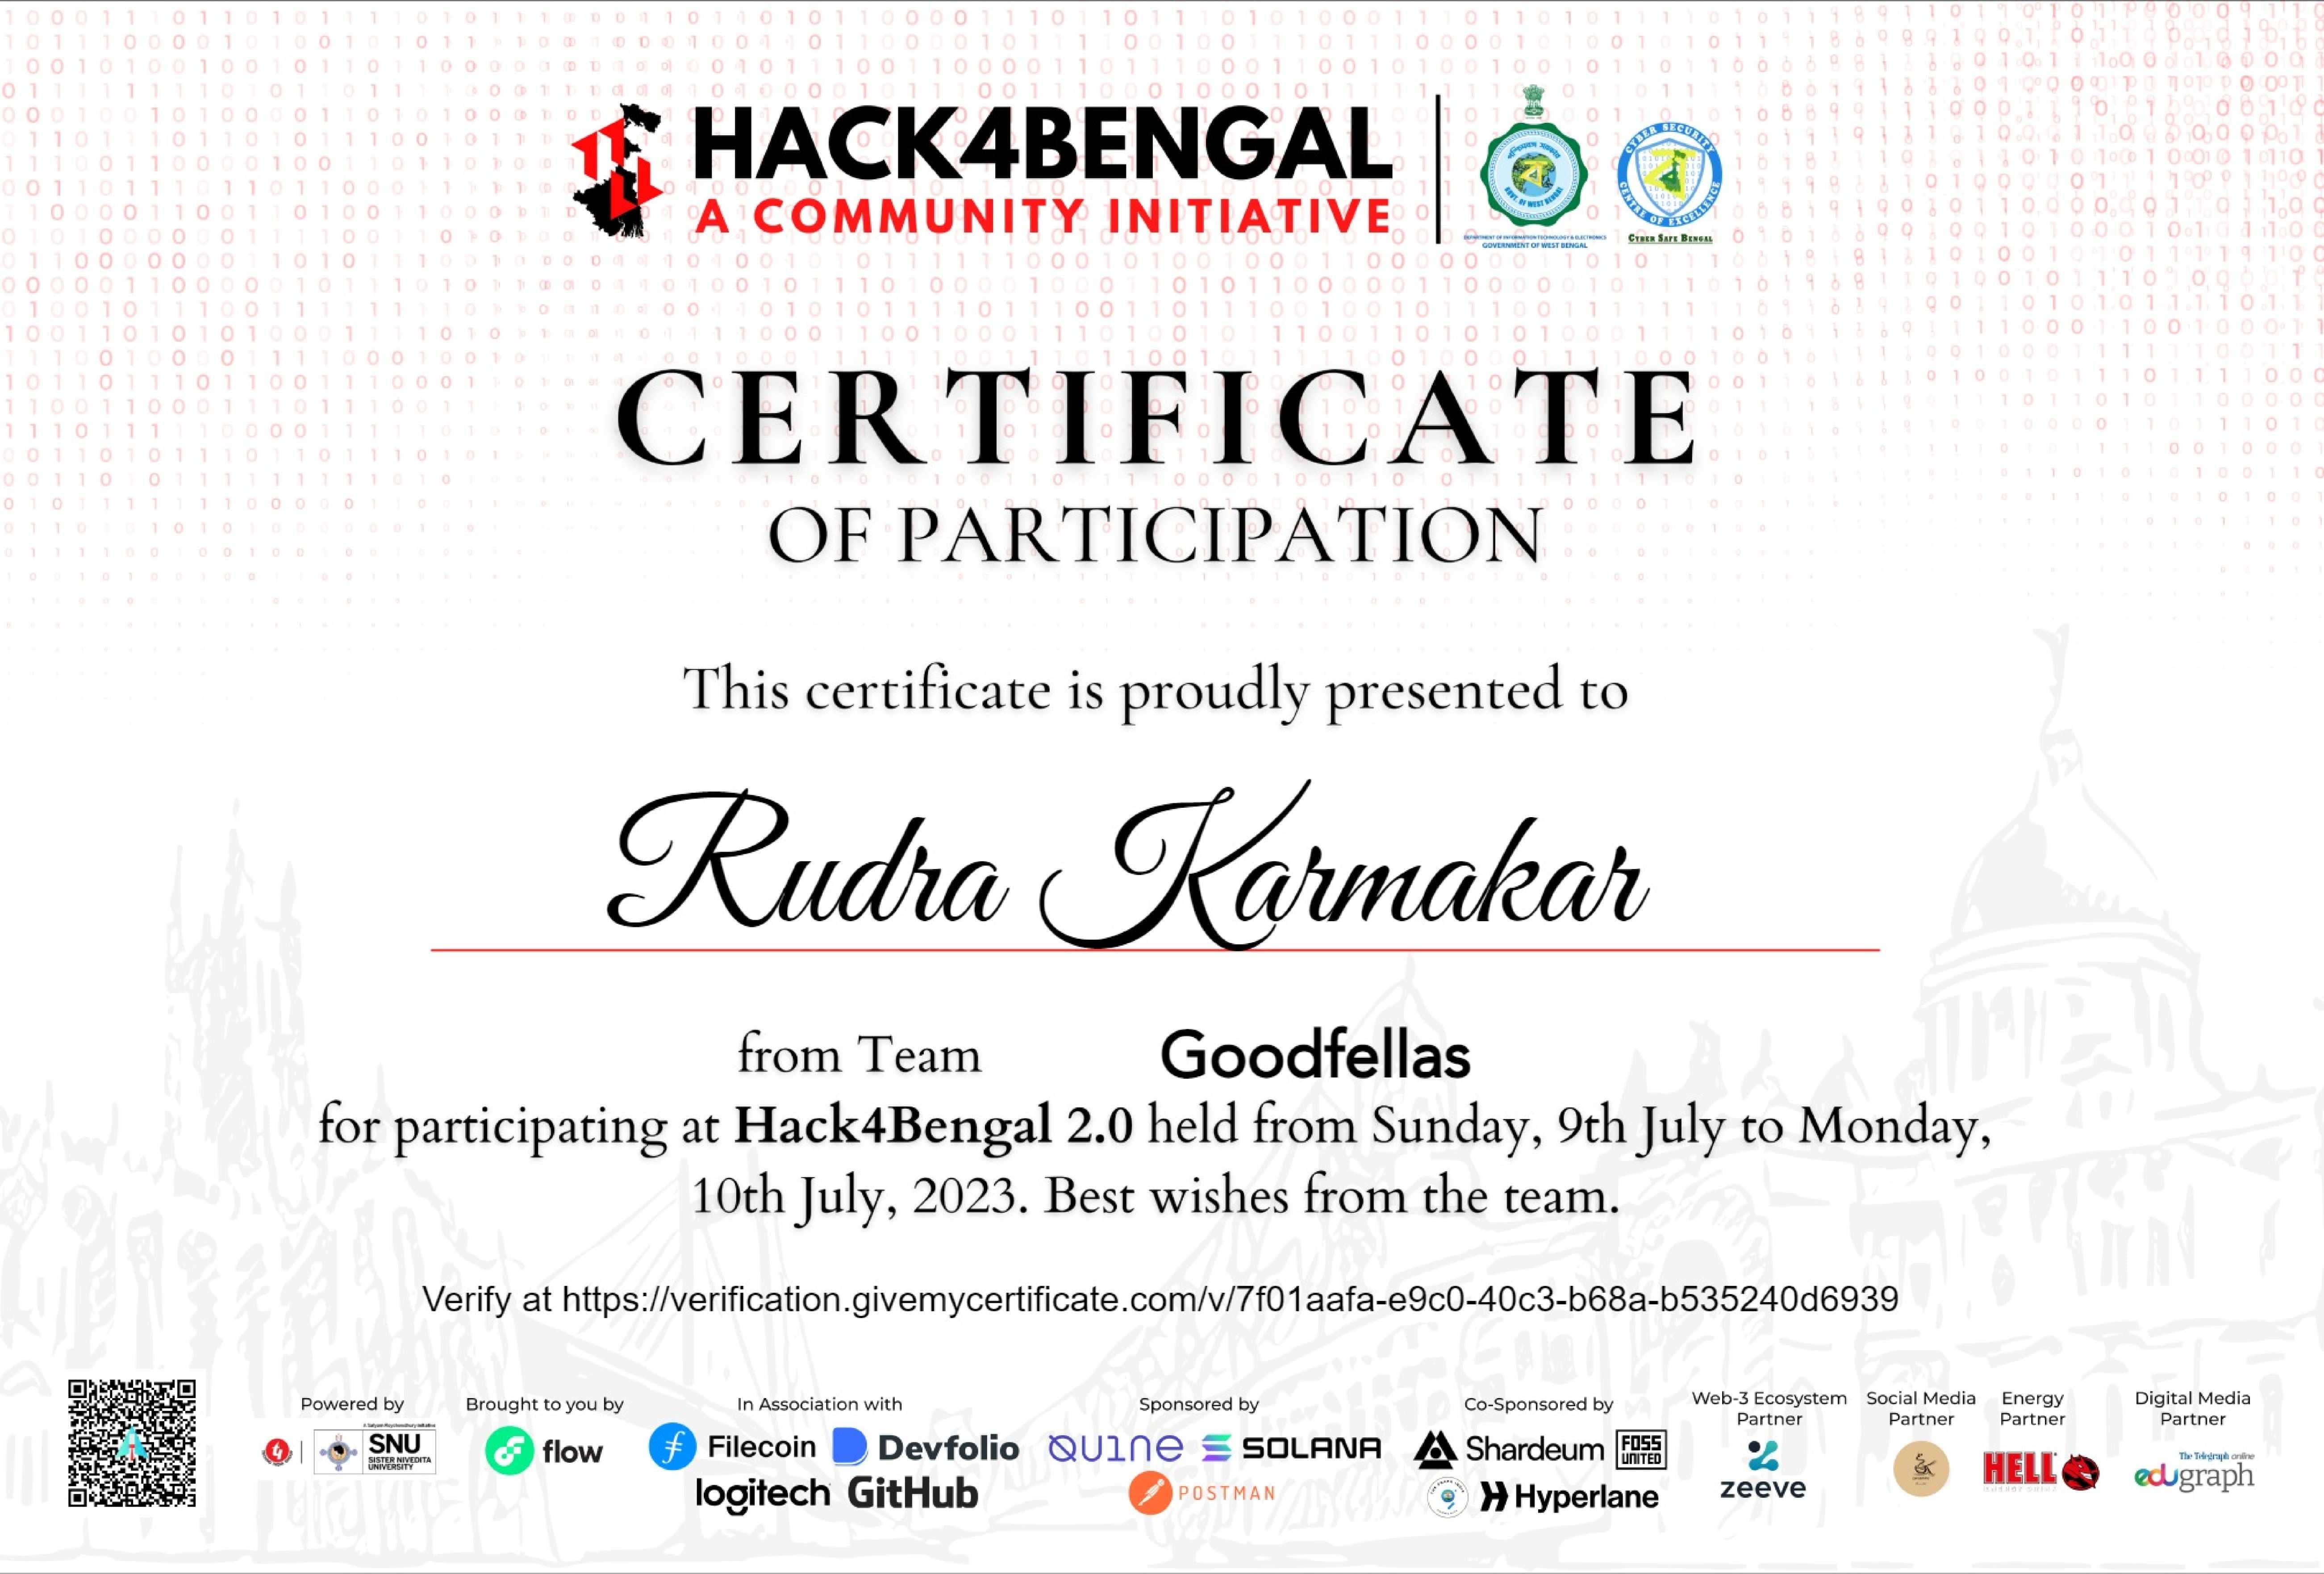 HACK4BENGAL
A COMMUNITY INITIATIVE
DEPARTMENT OF INFORMATION TECHNOLOGY & ELECTRONICS
GOVERNMENT OF WEST BENGAL
GOVT. OF WEST BENGAL
CYBER SECURITY
CENTRE OF EXCELLENCE
CYBER SAFE BENGAL
CERTIFICATE
OF PARTICIPATION
This certificate is proudly presented to
Rudra Karmakar
from Team Goodfellas
for participating at Hack4Bengal 2.0 held from Sunday, 9th July to Monday,
10th July, 2023. Best wishes from the team.
Verify at https://verification.givemycertificate.com/v/7f01aafa-e9c0-40c3-b68a-b535240d6939
Powered by
SNU
SISTER NIVEDITA
UNIVERSITY
Brought to you by
flow
In Association with
Filecoin Devfolio
logitech GitHub
Sponsored by
QUINE SOLANA
POSTMAN
Co-Sponsored by
Shardeum FOSS UNITED
Hyperlane
Web-3 Ecosystem
Partner
zeeve
Social Media
Partner
Energy
Partner
HELL
Digital Media
Partner
The Telegraph online
edugraph